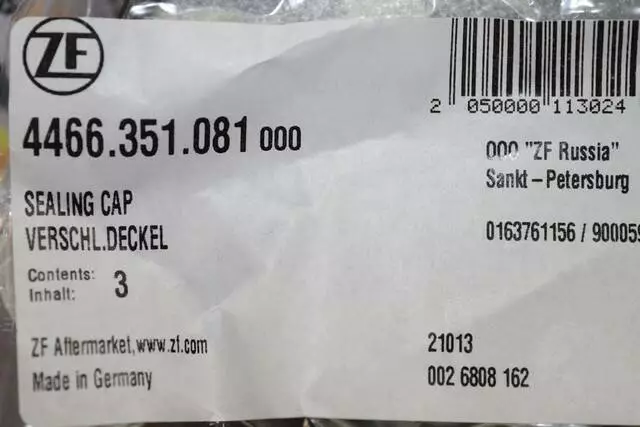 ZF
2 050000 113024
4466.351.081 000
OOO "ZF Russia"
Sankt-Petersburg
SEALING CAP
VERSCHL.DECKEL
0163761156 / 900059
Contents:
Inhalt: 3
ZF Aftermarket, www.zf.com
Made in Germany
21013
002 6808 162